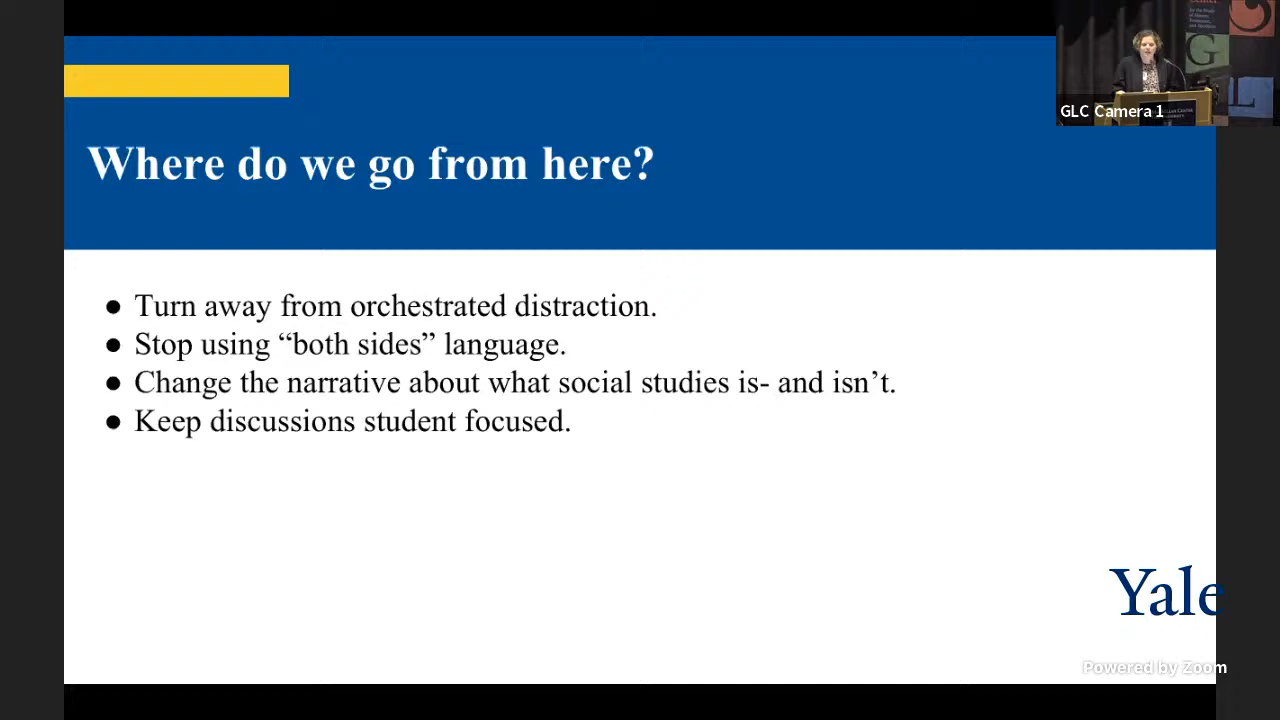 Where do we go from here?
● Turn away from orchestrated distraction.
● Stop using “both sides” language.
● Change the narrative about what social studies is- and isn’t.
● Keep discussions student focused.
Yale
Powered by Zoom
GLC Camera 1
G
L